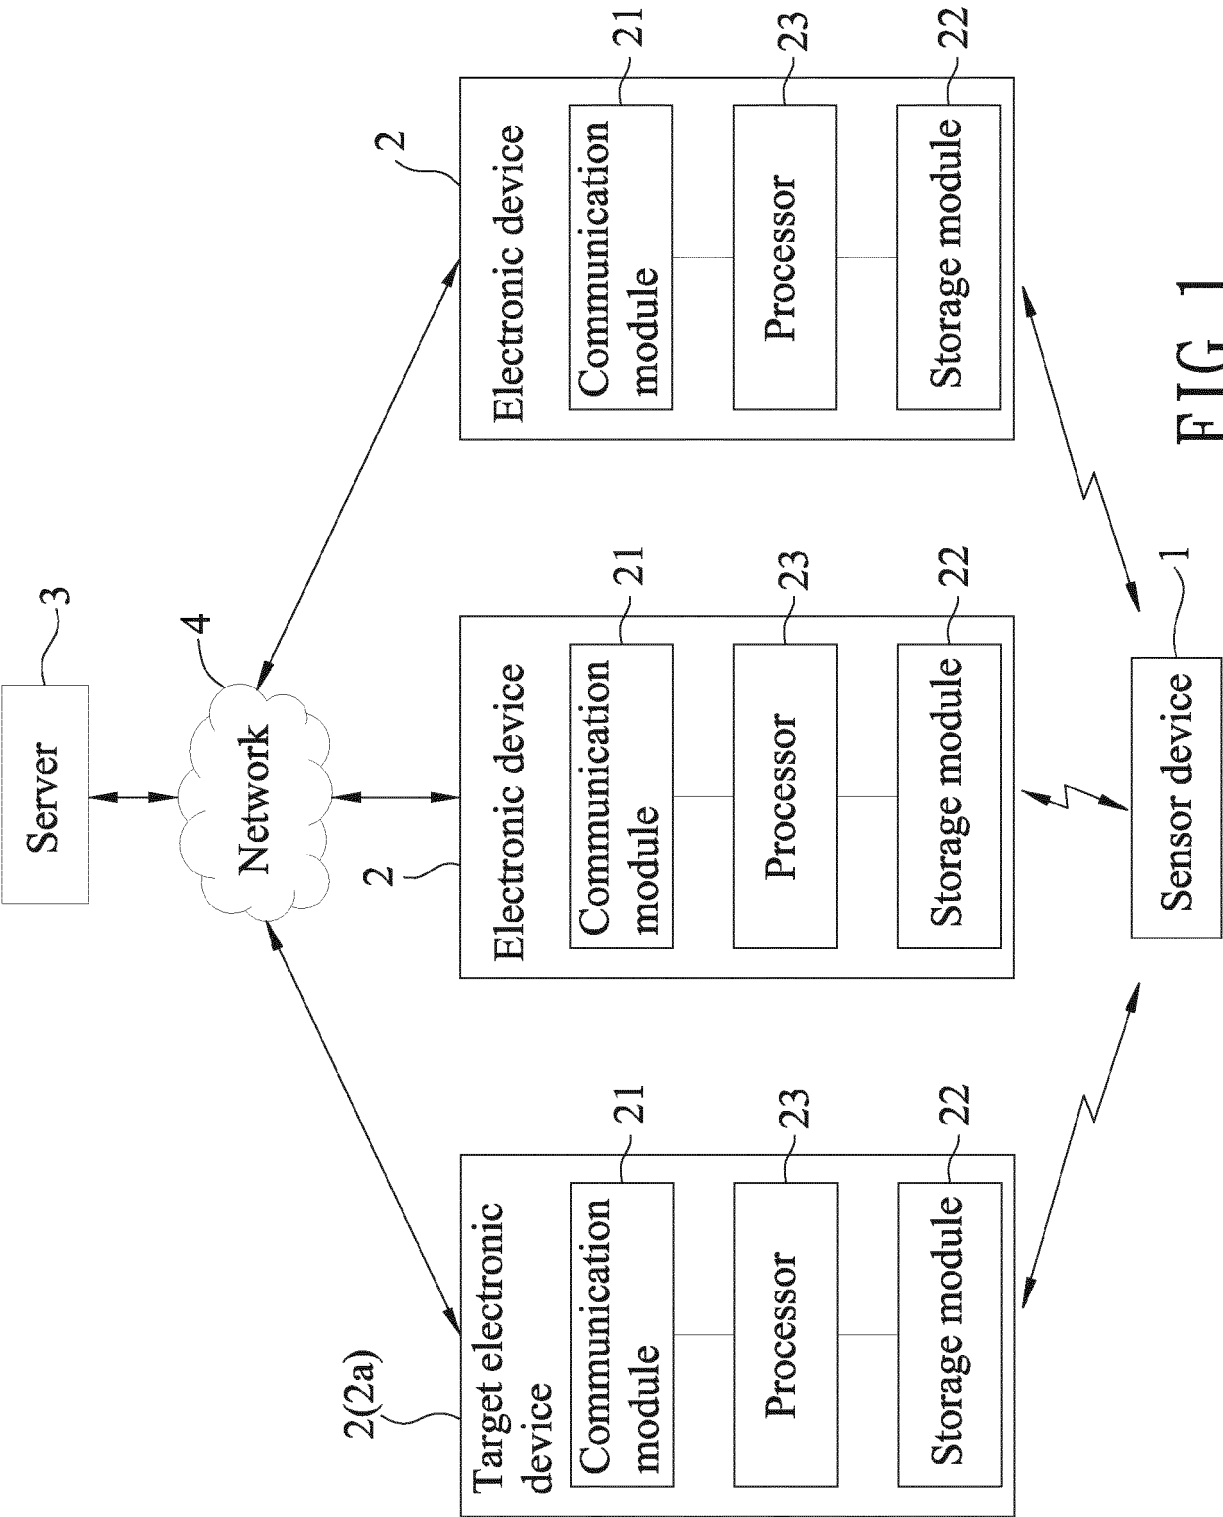 Server
3
Network
4
2(2a)
Target electronic
device
Communication
module
21
Processor
23
Storage module
22
2
Electronic device
Communication
module
21
Processor
23
Storage module
22
2
Electronic device
Communication
module
21
Processor
23
Storage module
22
Sensor device
1
FIG. 1